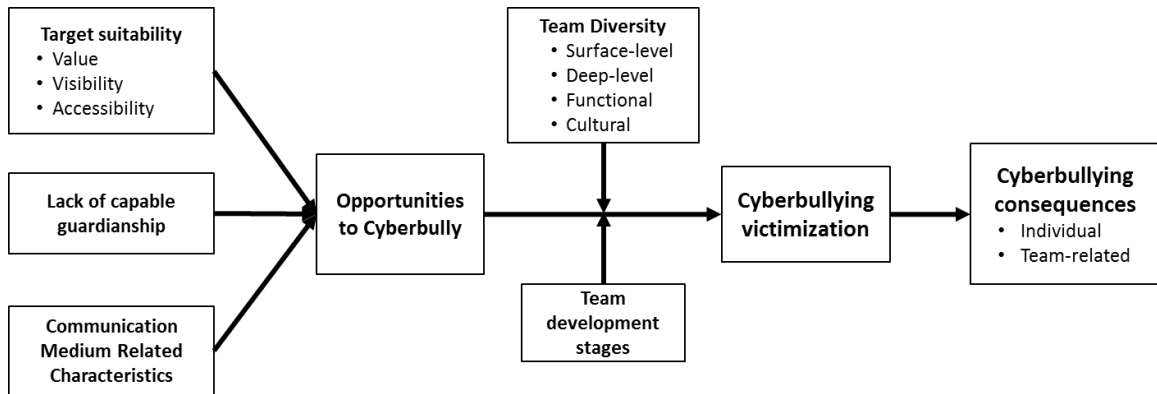 Target suitability
• Value
• Visibility
• Accessibility
Lack of capable
guardianship
Communication
Medium Related
Characteristics
Opportunities
to Cyberbully
Team Diversity
• Surface-level
• Deep-level
• Functional
• Cultural
Team
development
stages
Cyberbullying
victimization
Cyberbullying
consequences
• Individual
• Team-related